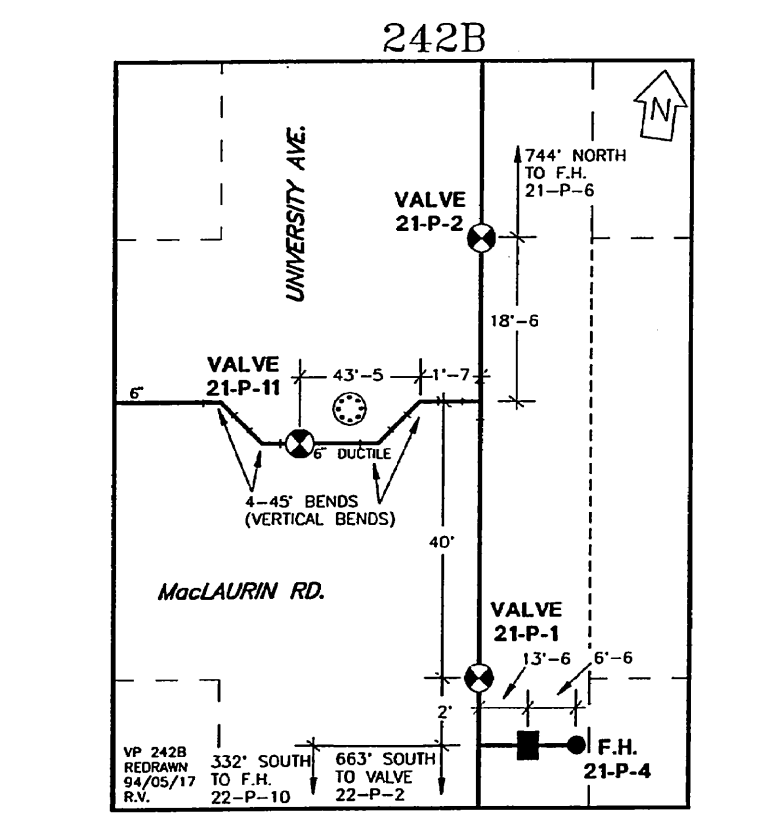 242B
N
UNIVERSITY AVE.
744' NORTH
TO F.H.
21-P-6
VALVE
21-P-2
18'-6
VALVE
21-P-11
43'-5
1'-7
6"
6" DUCTILE
4-45° BENDS
(VERTICAL BENDS)
40'
MacLAURIN RD.
VALVE
21-P-1
13'-6
6'-6
2'
F.H.
21-P-4
VP 242B
REDRAWN
94/05/17
R.V.
332' SOUTH
TO F.H.
22-P-10
663' SOUTH
TO VALVE
22-P-2